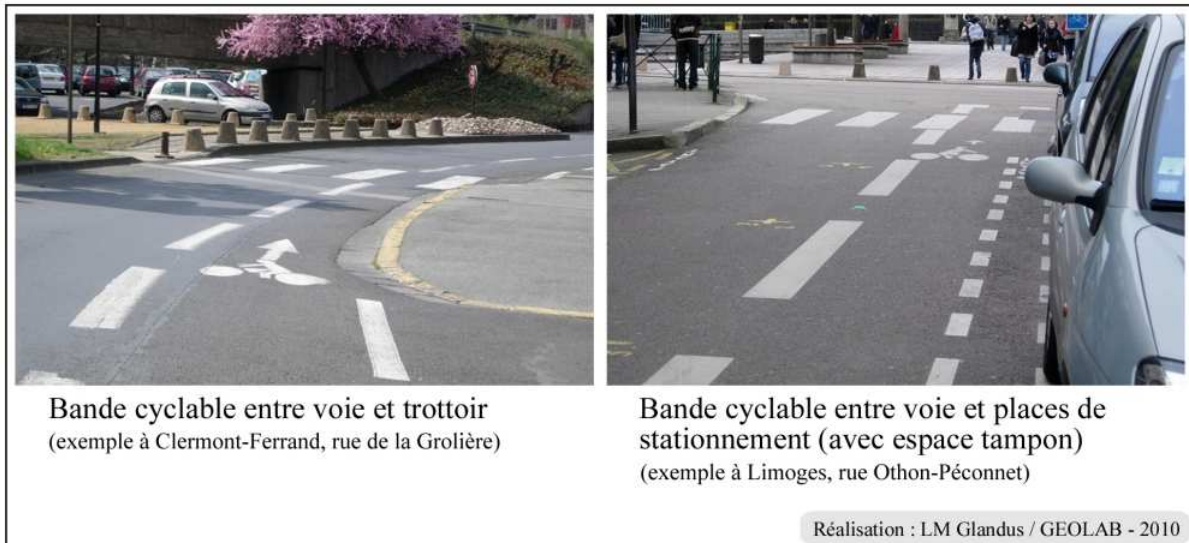 Bande cyclable entre voie et trottoir
(exemple à Clermont-Ferrand, rue de la Grolière)
Bande cyclable entre voie et places de
stationnement (avec espace tampon)
(exemple à Limoges, rue Othon-Péconnet)
Réalisation : LM Glandus / GEOLAB - 2010